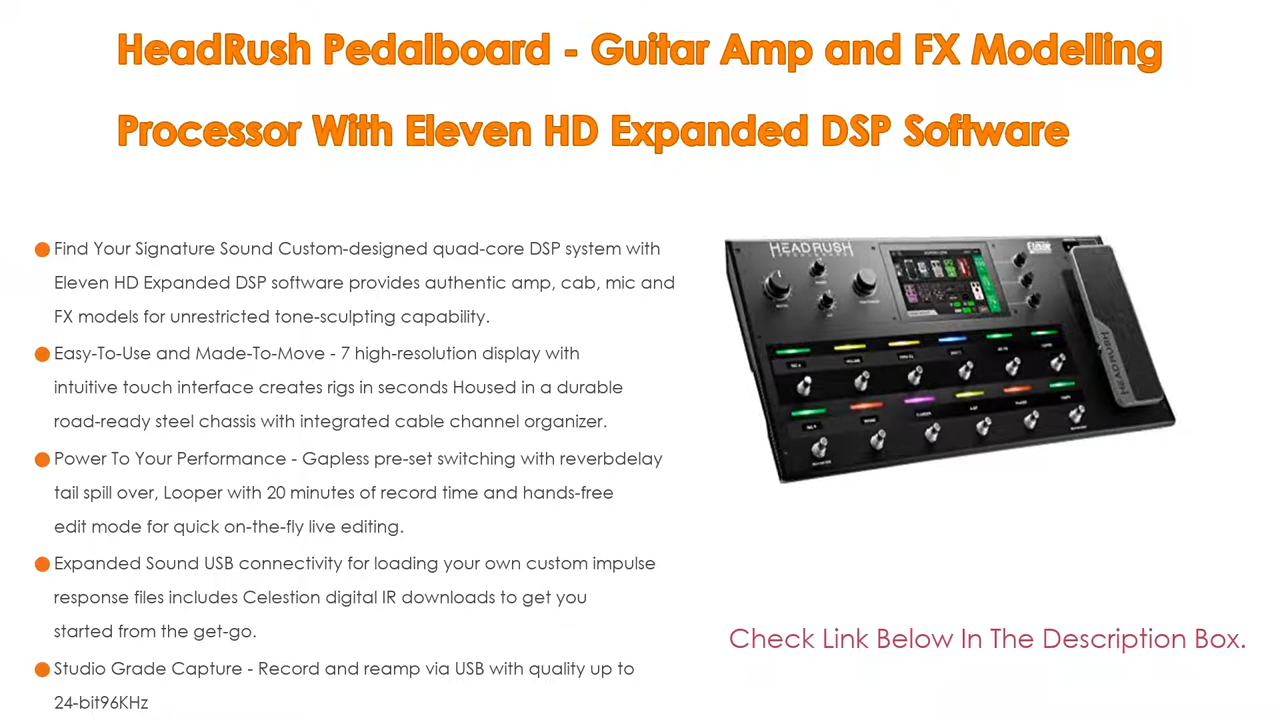 HeadRush Pedalboard - Guitar Amp and FX Modelling
Processor With Eleven HD Expanded DSP Software
Find Your Signature Sound Custom-designed quad-core DSP system with
Eleven HD Expanded DSP software provides authentic amp, cab, mic and
FX models for unrestricted tone-sculpting capability.
Easy-To-Use and Made-To-Move - 7 high-resolution display with
intuitive touch interface creates rigs in seconds Housed in a durable
road-ready steel chassis with integrated cable channel organizer.
Power To Your Performance - Gapless pre-set switching with reverbdelay
tail spill over, Looper with 20 minutes of record time and hands-free
edit mode for quick on-the-fly live editing.
Expanded Sound USB connectivity for loading your own custom impulse
response files includes Celestion digital IR downloads to get you
started from the get-go.
Studio Grade Capture - Record and reamp via USB with quality up to
24-bit96KHz
HEADRUSH
HEADRUSH
Check Link Below In The Description Box.